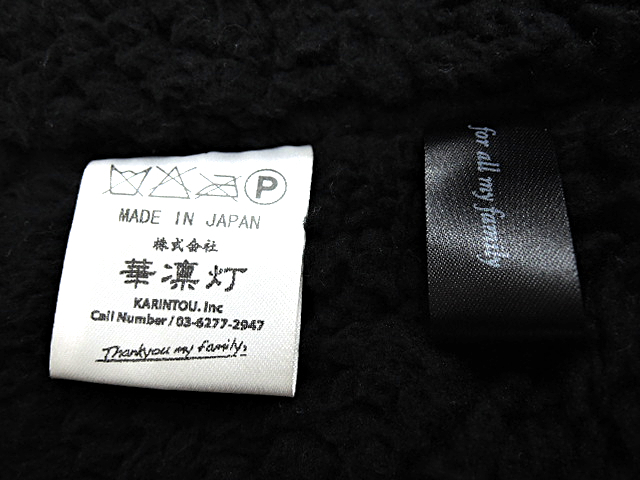 P
MADE IN JAPAN
株式会社
華凛灯
KARINTOU. Inc
Call Number / 03-6277-2947
Thankyou my family,
for all my family